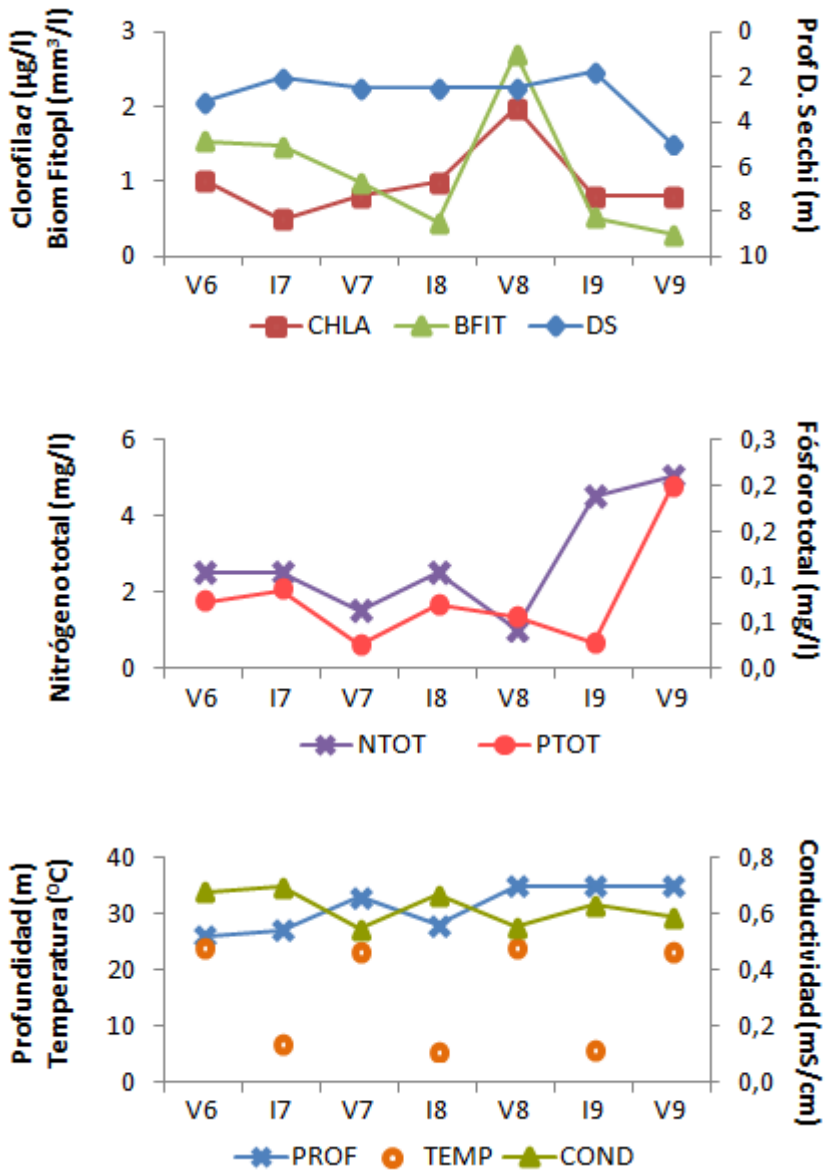 Clorofila a (µg/l)
Biom Fitopl (mm³/l)
3
2
1
0
0
2
4
6
8
10
Prof D. Secchi (m)
V6 I7 V7 I8 V8 I9 V9
CHLA BFIT DS
Nitrógeno total (mg/l)
6
4
2
0
0,3
0,2
0,2
0,1
0,1
0,0
Fósforo total (mg/l)
V6 I7 V7 I8 V8 I9 V9
NTOT PTOT
Profundidad (m)
Temperatura (ºC)
40
30
20
10
0
0,8
0,6
0,4
0,2
0,0
Conductividad (mS/cm)
V6 I7 V7 I8 V8 I9 V9
PROF TEMP COND